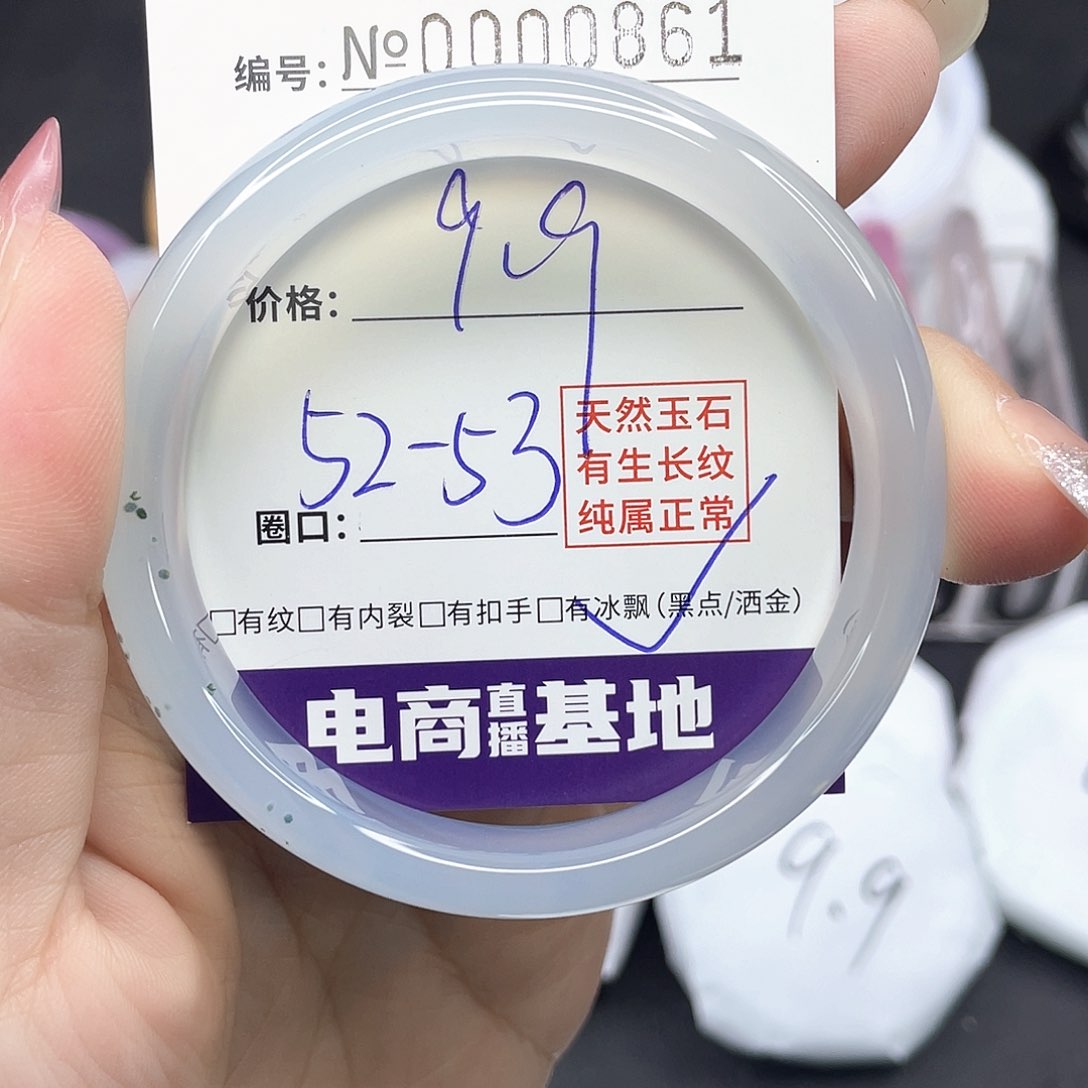 编号：№0000861
价格：9.9
52-53
圈口：
天然玉石
有生长纹
纯属正常
□有纹□有内裂□有扣手□有冰飘（黑点/洒金）
电商直播基地
9.9